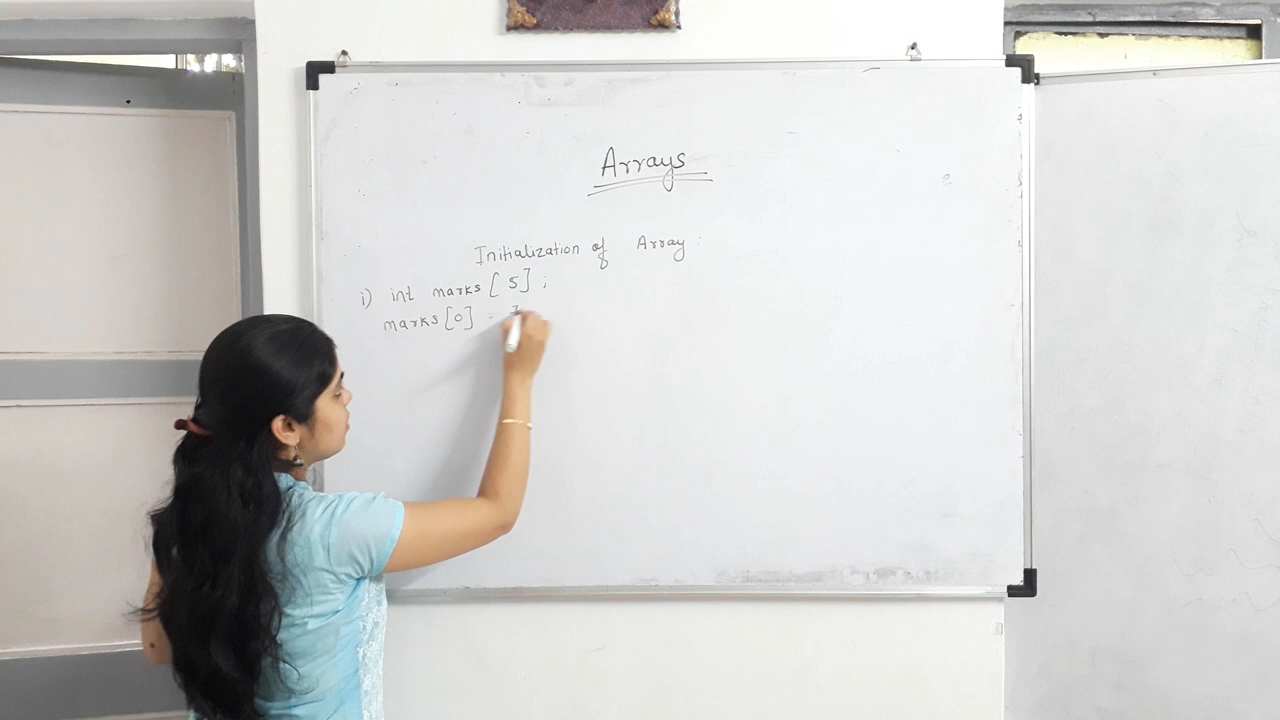 Arrays
Initialization of Array :
i) int marks [ 5 ] ;
marks [0] =